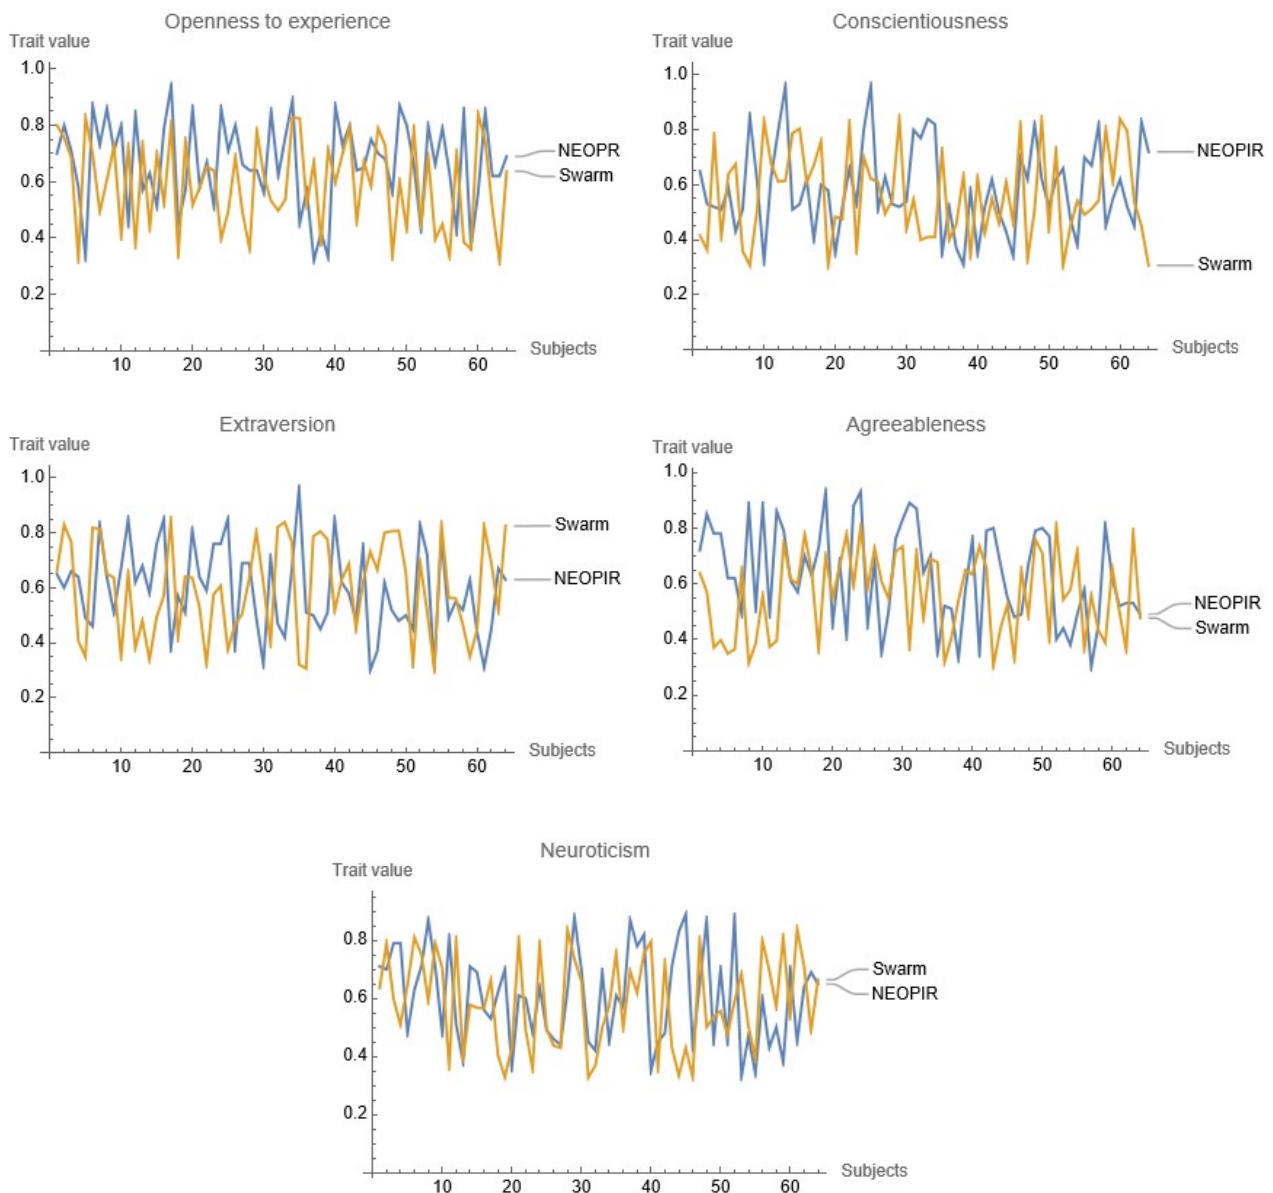 Openness to experience
Trait value
1.0
0.8
0.6
0.4
0.2
NEOPR
Swarm
10 20 30 40 50 60
Subjects
Conscientiousness
Trait value
1.0
0.8
0.6
0.4
0.2
NEOPIR
Swarm
10 20 30 40 50 60
Subjects
Extraversion
Trait value
1.0
0.8
0.6
0.4
0.2
Swarm
NEOPIR
10 20 30 40 50 60
Subjects
Agreeableness
Trait value
1.0
0.8
0.6
0.4
0.2
NEOPIR
Swarm
10 20 30 40 50 60
Subjects
Neuroticism
Trait value
0.8
0.6
0.4
0.2
Swarm
NEOPIR
10 20 30 40 50 60
Subjects